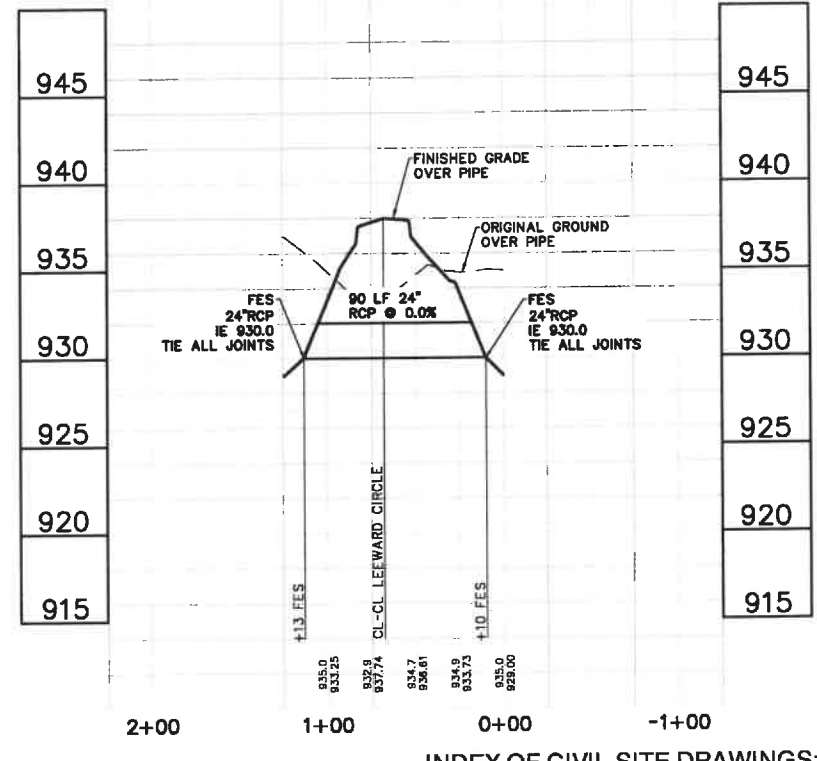 945
940
935
930
925
920
915
945
940
935
930
925
920
915
FINISHED GRADE
OVER PIPE
ORIGINAL GROUND
OVER PIPE
FES
24"RCP
IE 930.0
TIE ALL JOINTS
90 LF 24"
RCP @ 0.0%
FES
24"RCP
IE 930.0
TIE ALL JOINTS
+13 FES
CL-CL LEEWARD CIRCLE
+10 FES
935.0
933.25
932.9
937.74
934.7
936.61
934.9
933.73
935.0
929.00
2+00
1+00
0+00
-1+00
INDEX OF CIVIL SITE DRAWINGS: